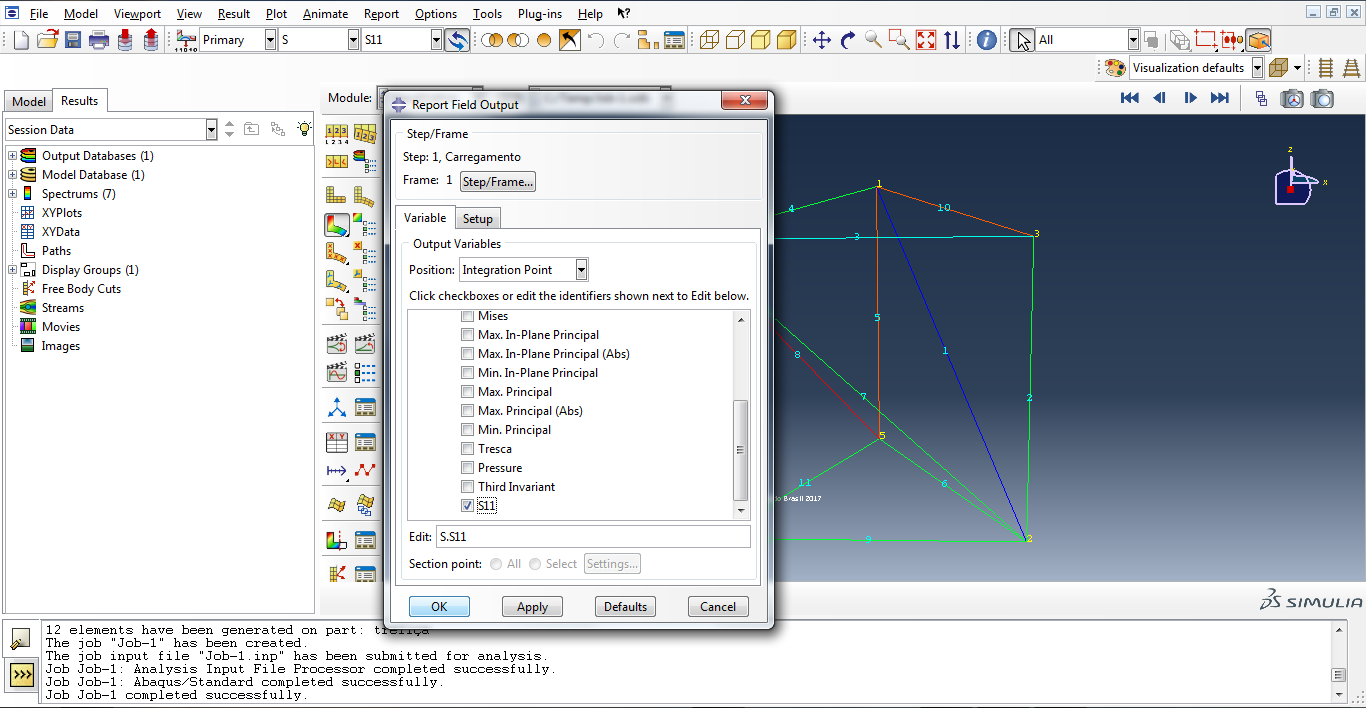 File Model Viewport View Result Plot Animate Report Options Tools Plug-ins Help
Primary S S11 All
Visualization defaults
Model Results
Module:
Session Data
Output Databases (1)
Model Database (1)
Spectrums (7)
XYPlots
XYData
Paths
Display Groups (1)
Free Body Cuts
Streams
Movies
Images
Report Field Output
Step/Frame
Step: 1, Carregamento
Frame: 1 Step/Frame...
Variable Setup
Output Variables
Position: Integration Point
Click checkboxes or edit the identifiers shown next to Edit below.
Mises
Max. In-Plane Principal
Max. In-Plane Principal (Abs)
Min. In-Plane Principal
Max. Principal
Max. Principal (Abs)
Min. Principal
Tresca
Pressure
Third Invariant
S11
Edit: S.S11
Section point: All Select Settings...
OK Apply Defaults Cancel
z
x
1
4
10
3
3
5
1
8
7
2
5
11
6
do Brasil 2017
9
2
SIMULIA
12 elements have been generated on part: treliça
The job "Job-1" has been created.
The job input file "Job-1.inp" has been submitted for analysis.
Job Job-1: Analysis Input File Processor completed successfully.
Job Job-1: Abaqus/Standard completed successfully.
Job Job-1 completed successfully.